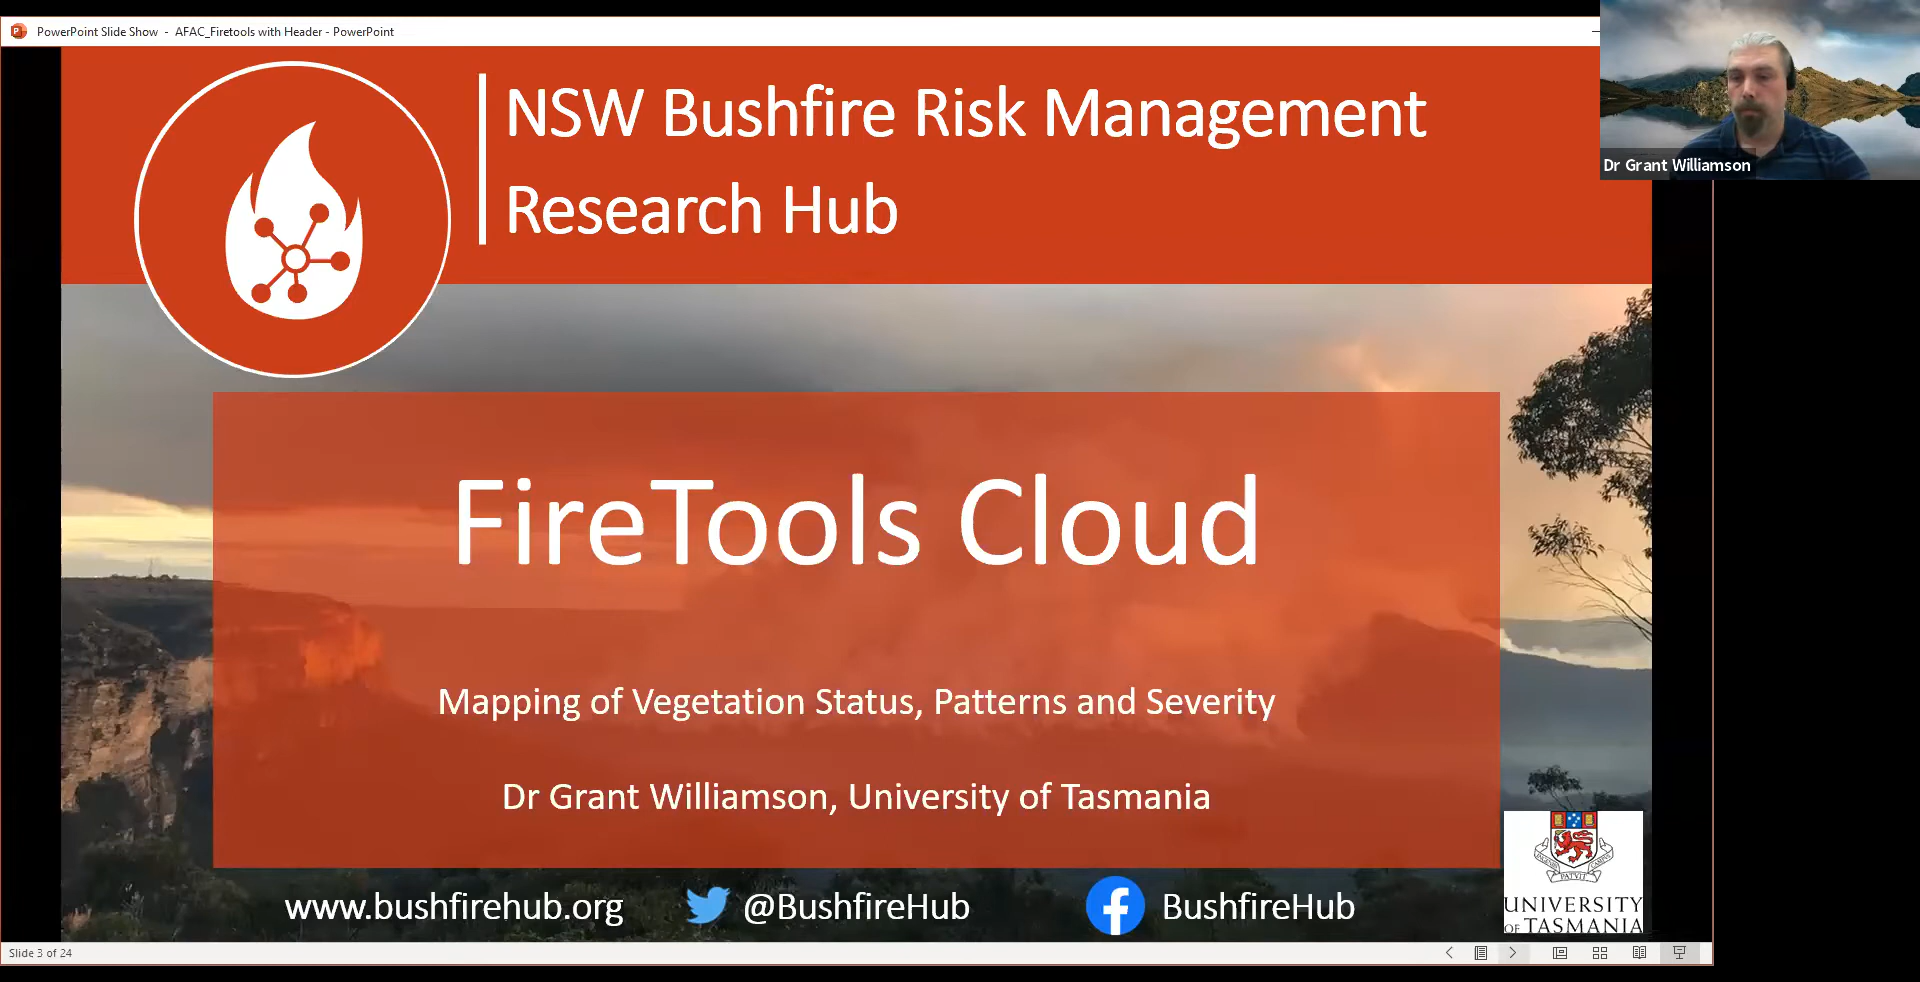 PowerPoint Slide Show - AFAC_Firetools with Header - PowerPoint
NSW Bushfire Risk Management
Research Hub
Dr Grant Williamson
FireTools Cloud
Mapping of Vegetation Status, Patterns and Severity
Dr Grant Williamson, University of Tasmania
www.bushfirehub.org
@BushfireHub
BushfireHub
PATVIT
UNIVERSITY
OF TASMANIA
Slide 3 of 24